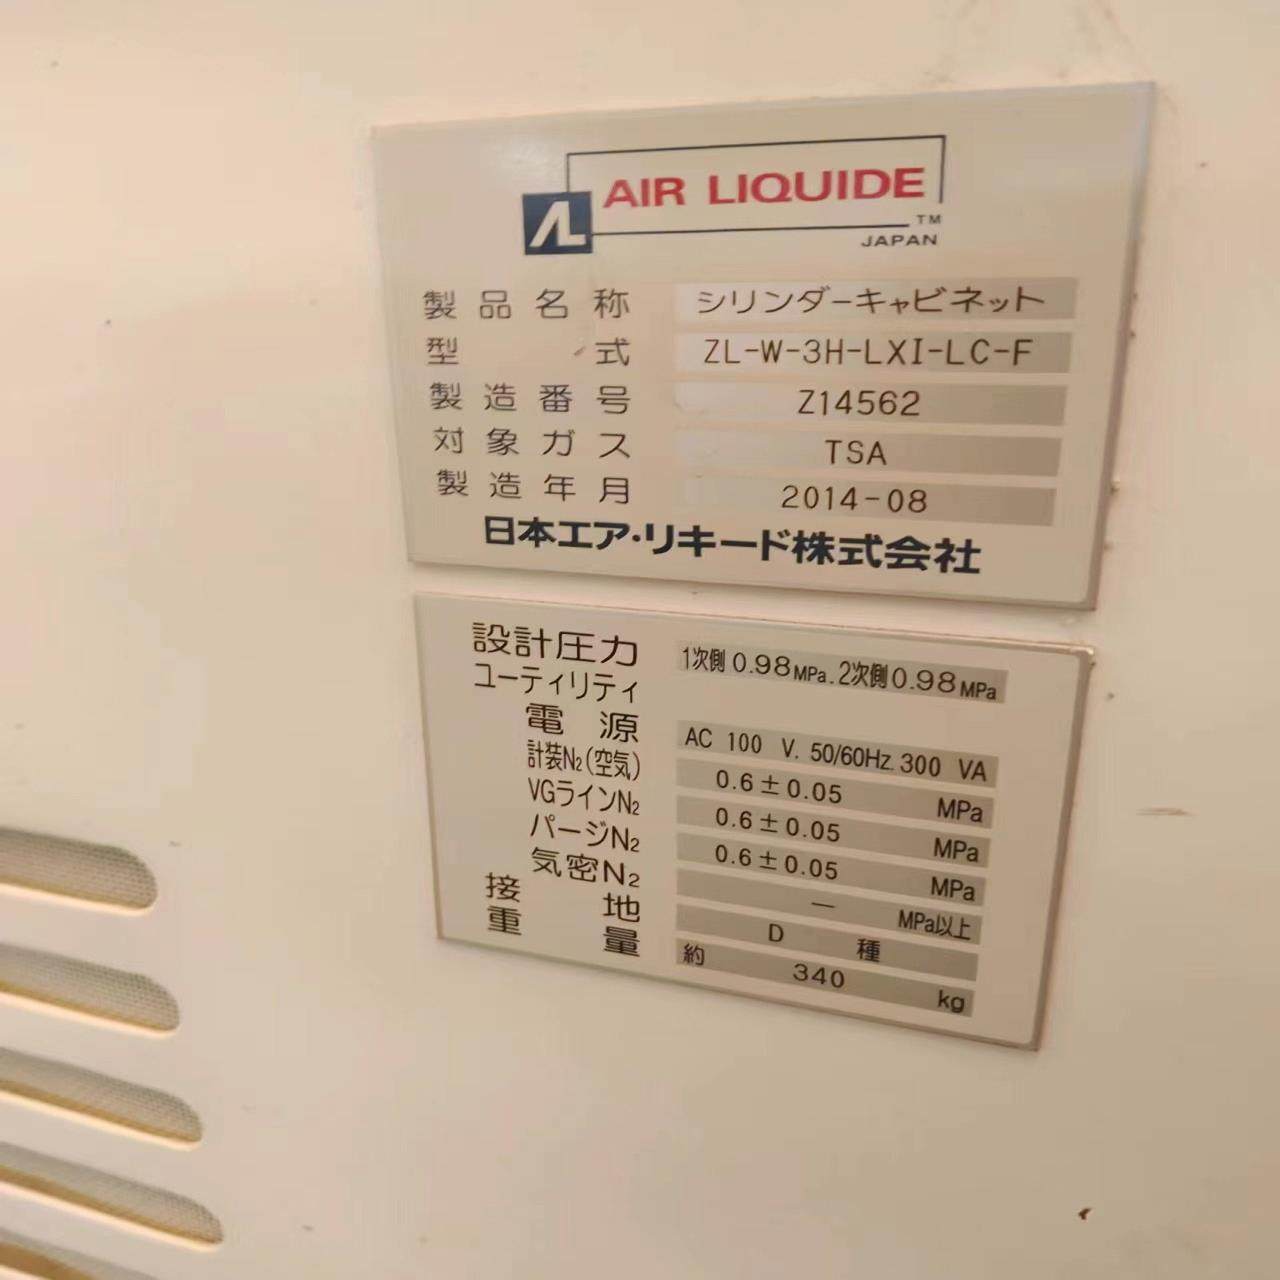 AL AIR LIQUIDE
TM
JAPAN
製品名称 シリンダーキャビネット
型式 ZL-W-3H-LXI-LC-F
製造番号 Z14562
対象ガス TSA
製造年月 2014-08
日本エア・リキード株式会社
設計圧力 1次側0.98MPa.2次側0.98MPa
ユーティリティ
電源 AC 100 V. 50/60Hz. 300 VA
計装N₂(空気) 0.6±0.05 MPa
VGラインN₂ 0.6±0.05 MPa
パージN₂ 0.6±0.05 MPa
気密N₂ — MPa以上
接地 D 種
重量 約 340 kg